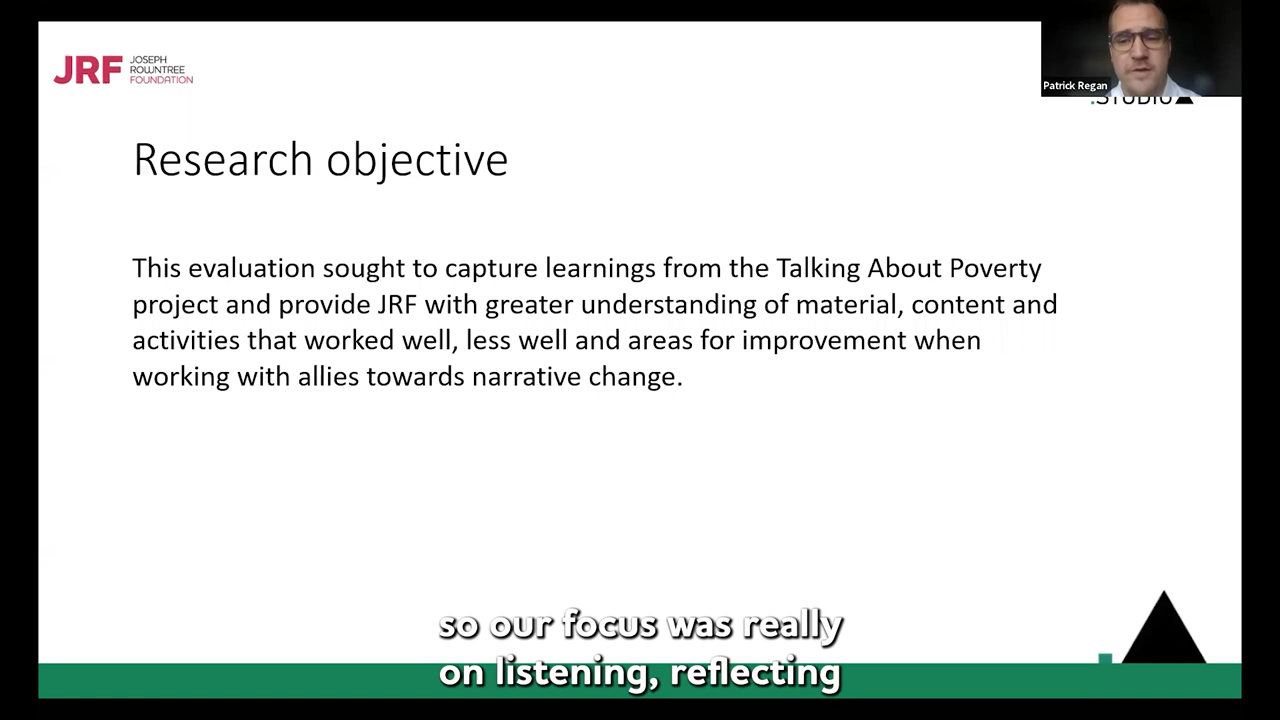 JRF JOSEPH
ROWNTREE
FOUNDATION
Patrick Regan
.STUDIO
Research objective
This evaluation sought to capture learnings from the Talking About Poverty
project and provide JRF with greater understanding of material, content and
activities that worked well, less well and areas for improvement when
working with allies towards narrative change.
so our focus was really
on listening, reflecting